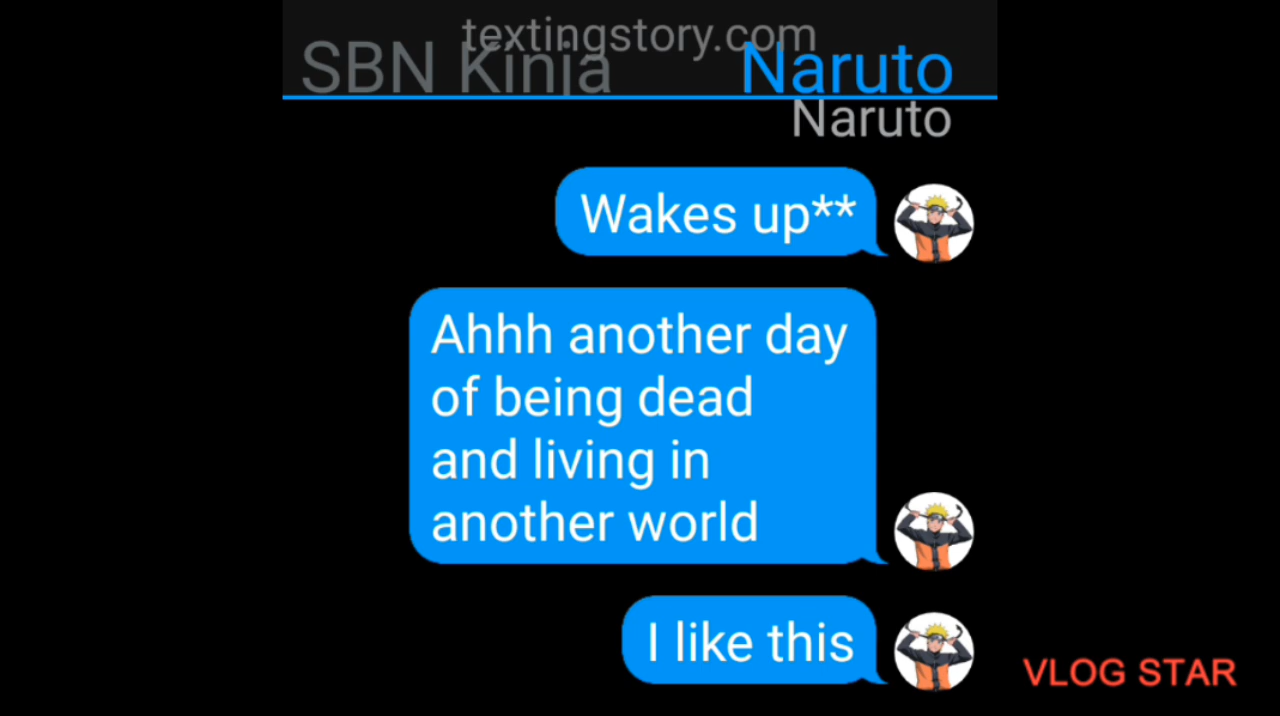 textingstory.com
SBN Kinja
Naruto
Naruto
Wakes up**
Ahhh another day
of being dead
and living in
another world
I like this
VLOG STAR